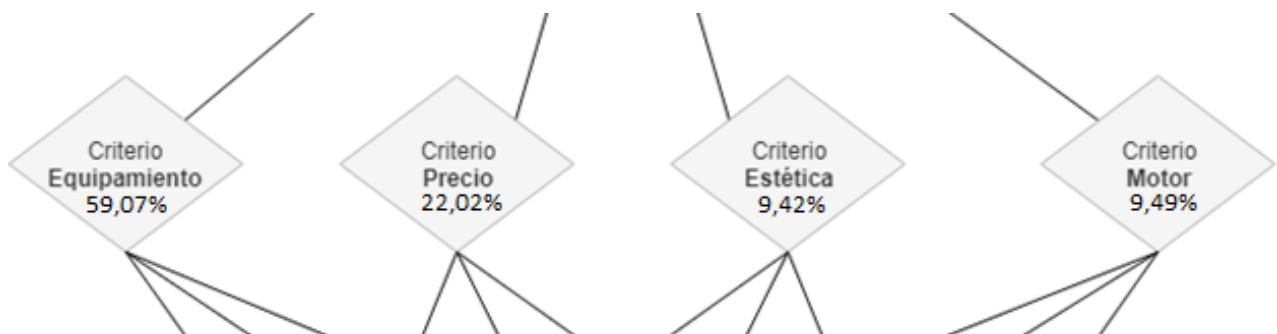 Criterio
Equipamiento
59,07%
Criterio
Precio
22,02%
Criterio
Estética
9,42%
Criterio
Motor
9,49%